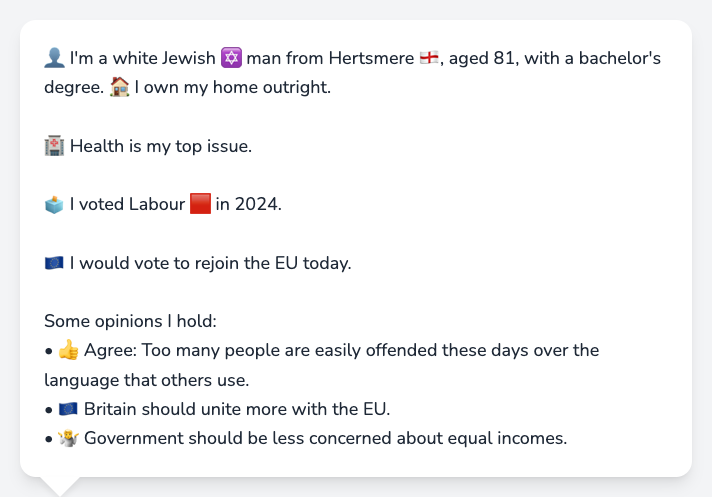 👤 I'm a white Jewish 🔯 man from Hertsmere 🏴󠁧󠁢󠁥󠁮󠁧󠁿, aged 81, with a bachelor's
degree. 🏠 I own my home outright.
🏥 Health is my top issue.
🗳️ I voted Labour 🟥 in 2024.
🇪🇺 I would vote to rejoin the EU today.
Some opinions I hold:
• 👍 Agree: Too many people are easily offended these days over the
language that others use.
• 🇪🇺 Britain should unite more with the EU.
• 🤷 Government should be less concerned about equal incomes.